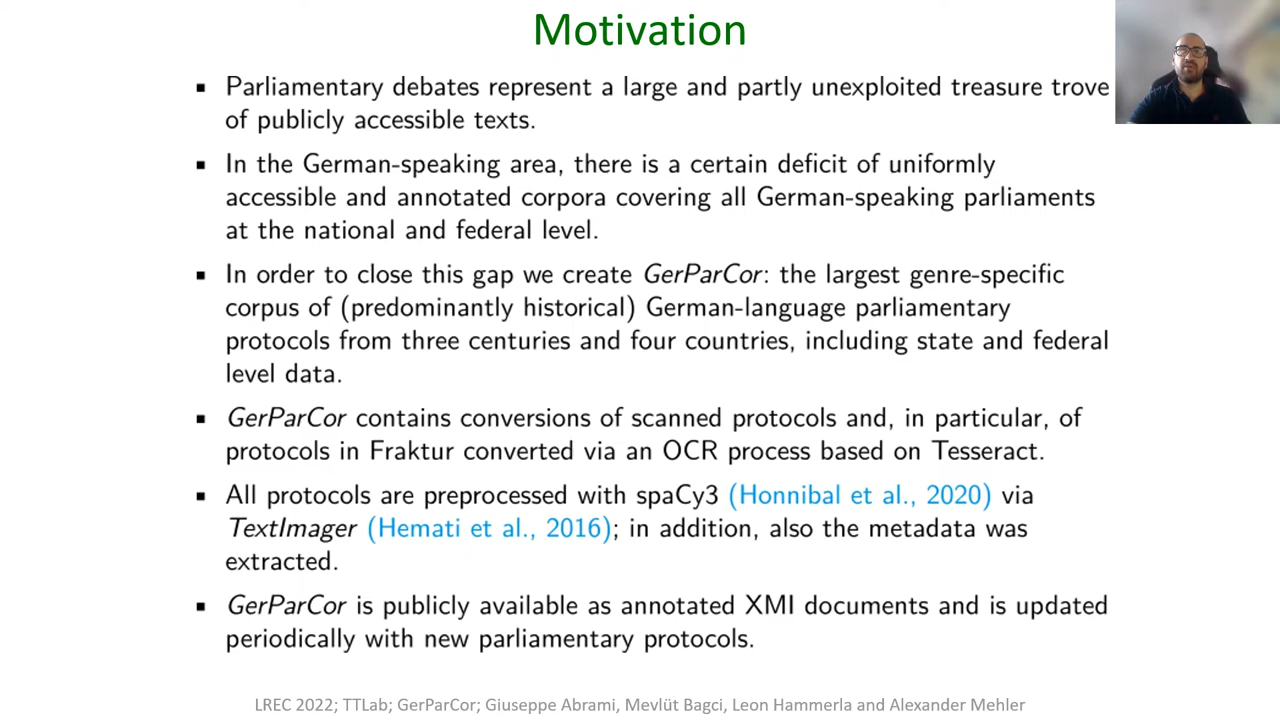 Motivation
▪ Parliamentary debates represent a large and partly unexploited treasure trove
of publicly accessible texts.
▪ In the German-speaking area, there is a certain deficit of uniformly
accessible and annotated corpora covering all German-speaking parliaments
at the national and federal level.
▪ In order to close this gap we create GerParCor: the largest genre-specific
corpus of (predominantly historical) German-language parliamentary
protocols from three centuries and four countries, including state and federal
level data.
▪ GerParCor contains conversions of scanned protocols and, in particular, of
protocols in Fraktur converted via an OCR process based on Tesseract.
▪ All protocols are preprocessed with spaCy3 (Honnibal et al., 2020) via
TextImager (Hemati et al., 2016); in addition, also the metadata was
extracted.
▪ GerParCor is publicly available as annotated XMI documents and is updated
periodically with new parliamentary protocols.
LREC 2022; TTLab; GerParCor; Giuseppe Abrami, Mevlüt Bagci, Leon Hammerla and Alexander Mehler